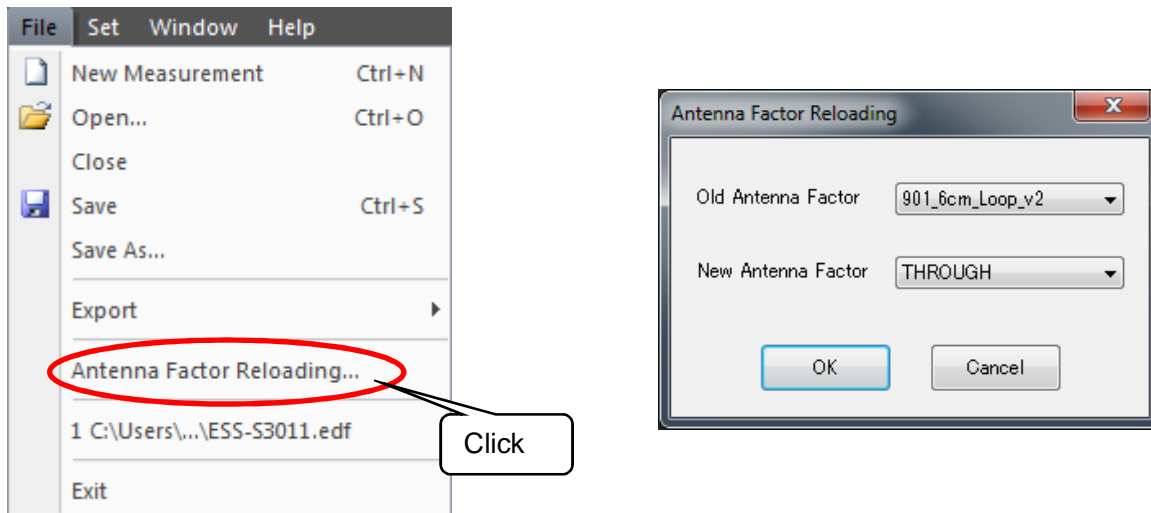 File Set Window Help
New Measurement Ctrl+N
Open... Ctrl+O
Close
Save Ctrl+S
Save As...
Export
Antenna Factor Reloading...
1 C:\Users\...\ESS-S3011.edf
Exit
Click
Antenna Factor Reloading
Old Antenna Factor 901_6cm_Loop_v2
New Antenna Factor THROUGH
OK Cancel